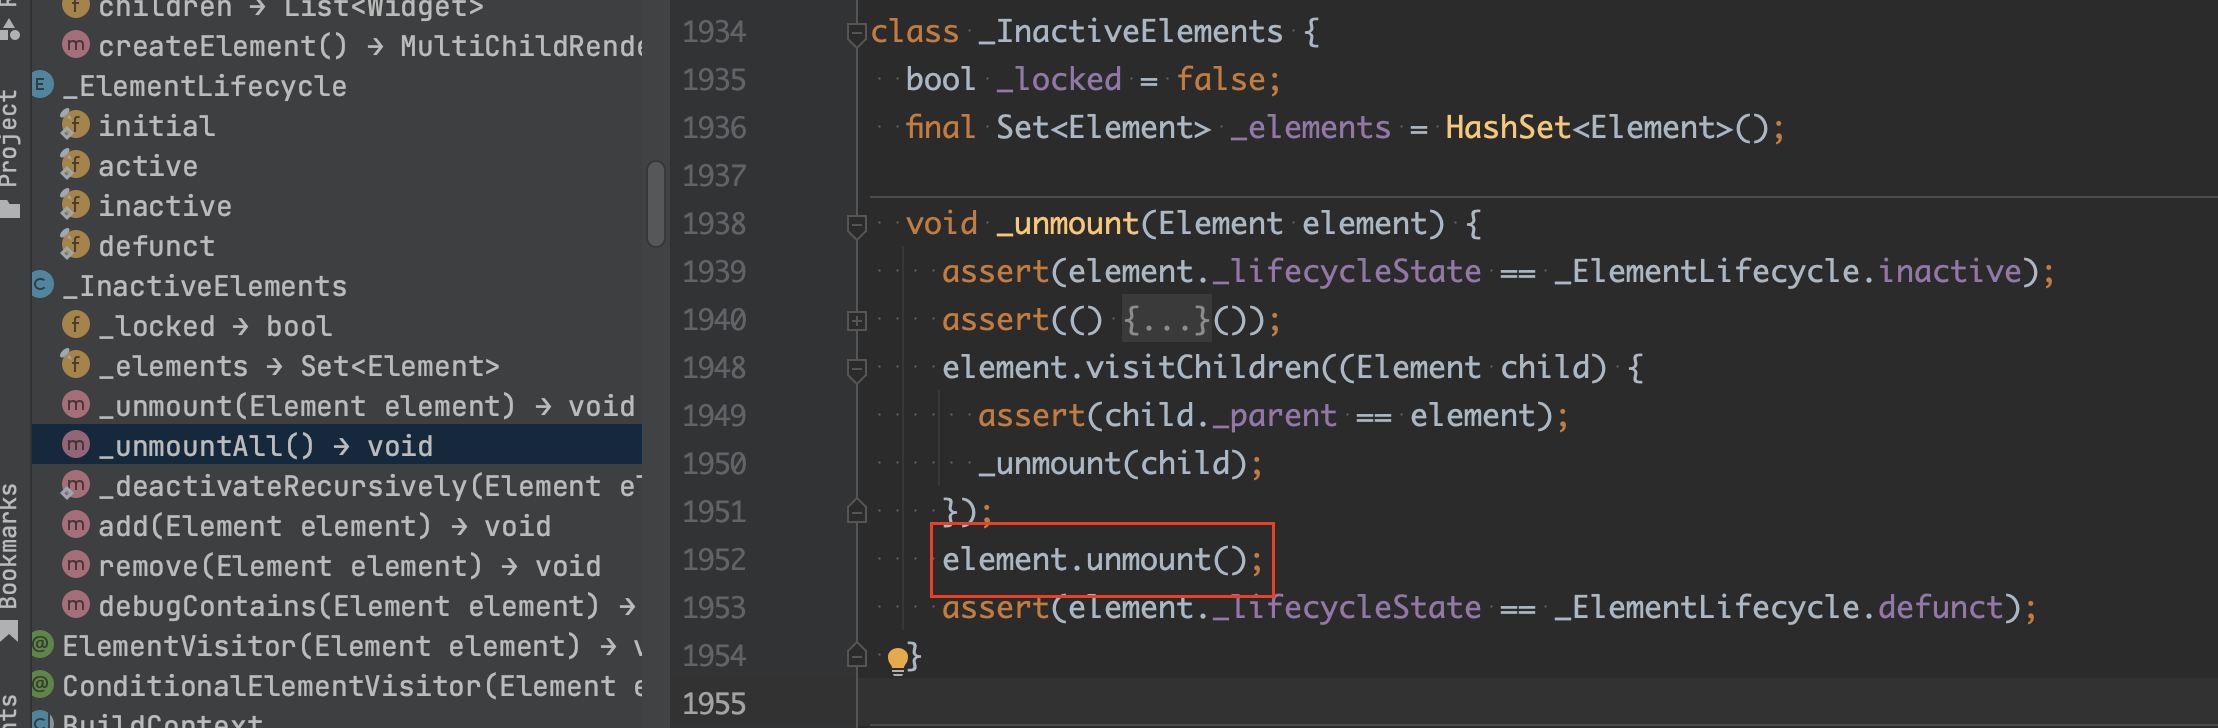 children → List<Widget>
createElement() → MultiChildRende
_ElementLifecycle
initial
active
inactive
defunct
_InactiveElements
_locked → bool
_elements → Set<Element>
_unmount(Element element) → void
_unmountAll() → void
_deactivateRecursively(Element el
add(Element element) → void
remove(Element element) → void
debugContains(Element element) →
ElementVisitor(Element element) → v
ConditionalElementVisitor(Element e
BuildContext
Project
Bookmarks
1934 class _InactiveElements {
1935 bool _locked = false;
1936 final Set<Element> _elements = HashSet<Element>();
1937
1938 void _unmount(Element element) {
1939 assert(element._lifecycleState == _ElementLifecycle.inactive);
1940 assert(() {...}());
1948 element.visitChildren((Element child) {
1949 assert(child._parent == element);
1950 _unmount(child);
1951 });
1952 element.unmount();
1953 assert(element._lifecycleState == _ElementLifecycle.defunct);
1954 }
1955